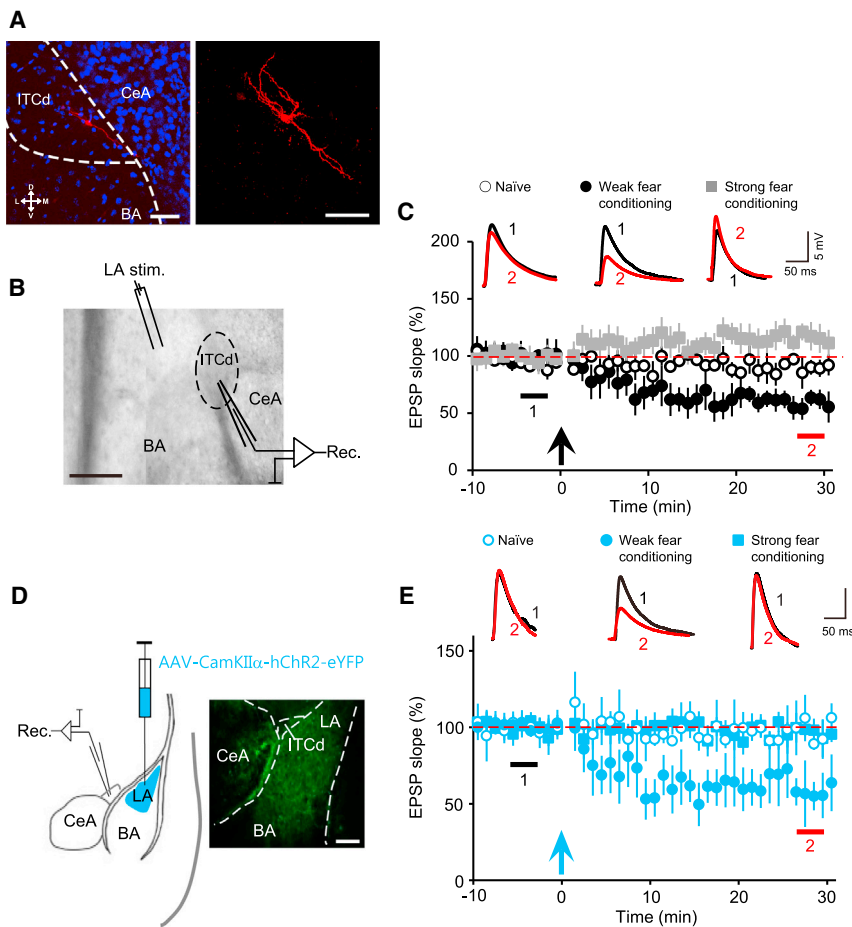 A
ITCd
CeA
D
L M
V
BA
B
LA stim.
ITCd
CeA
BA
Rec.
C
Naïve
Weak fear
conditioning
Strong fear
conditioning
1
2
1
2
2
1
5 mV
50 ms
EPSP slope (%)
200
150
100
50
0
1
2
-10 0 10 20 30
Time (min)
D
AAV-CamKIIα-hChR2-eYFP
Rec.
LA
CeA
BA
LA
ITCd
CeA
BA
E
Naïve
Weak fear
conditioning
Strong fear
conditioning
1
2
1
2
1
2
50 ms
EPSP slope (%)
150
100
50
0
1
2
-10 0 10 20 30
Time (min)